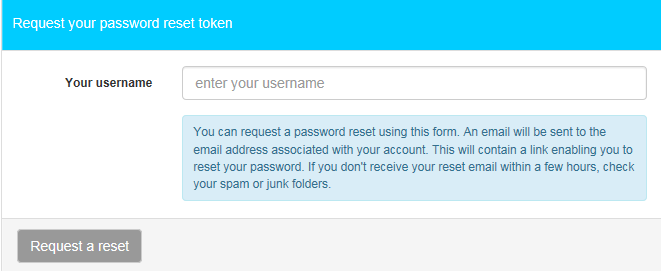 Request your password reset token
Your username
enter your username
You can request a password reset using this form. An email will be sent to the
email address associated with your account. This will contain a link enabling you to
reset your password. If you don't receive your reset email within a few hours, check
your spam or junk folders.
Request a reset